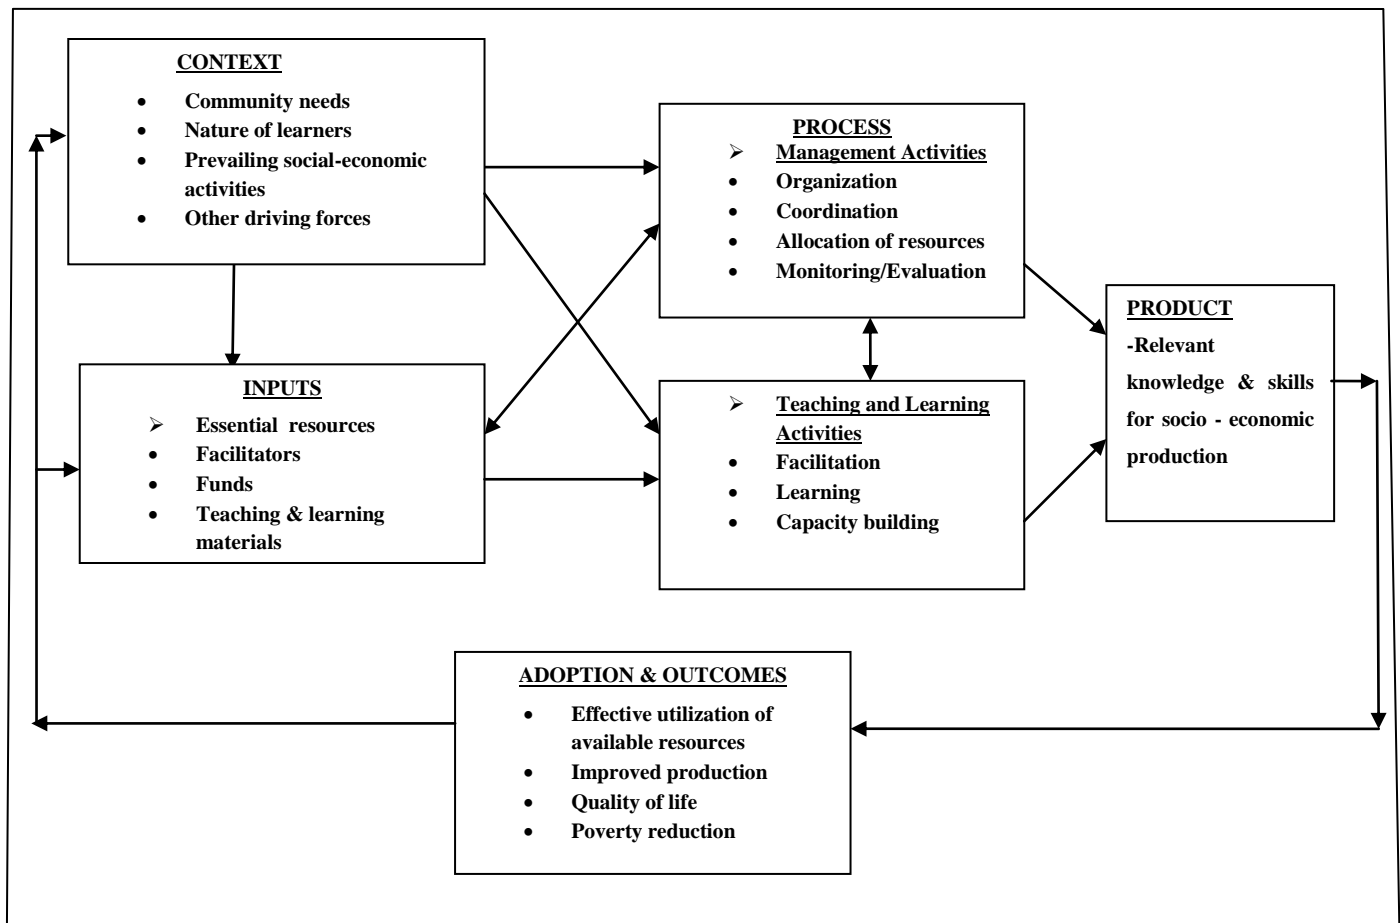 CONTEXT
• Community needs
• Nature of learners
• Prevailing social-economic
activities
• Other driving forces
INPUTS
➢ Essential resources
• Facilitators
• Funds
• Teaching & learning
materials
PROCESS
➢ Management Activities
• Organization
• Coordination
• Allocation of resources
• Monitoring/Evaluation
➢ Teaching and Learning
Activities
• Facilitation
• Learning
• Capacity building
PRODUCT
-Relevant
knowledge & skills
for socio - economic
production
ADOPTION & OUTCOMES
• Effective utilization of
available resources
• Improved production
• Quality of life
• Poverty reduction